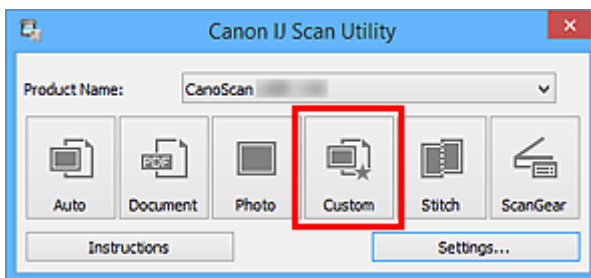 Canon IJ Scan Utility
Product Name: CanoScan
PDF
Auto Document Photo Custom Stitch ScanGear
Instructions Settings...